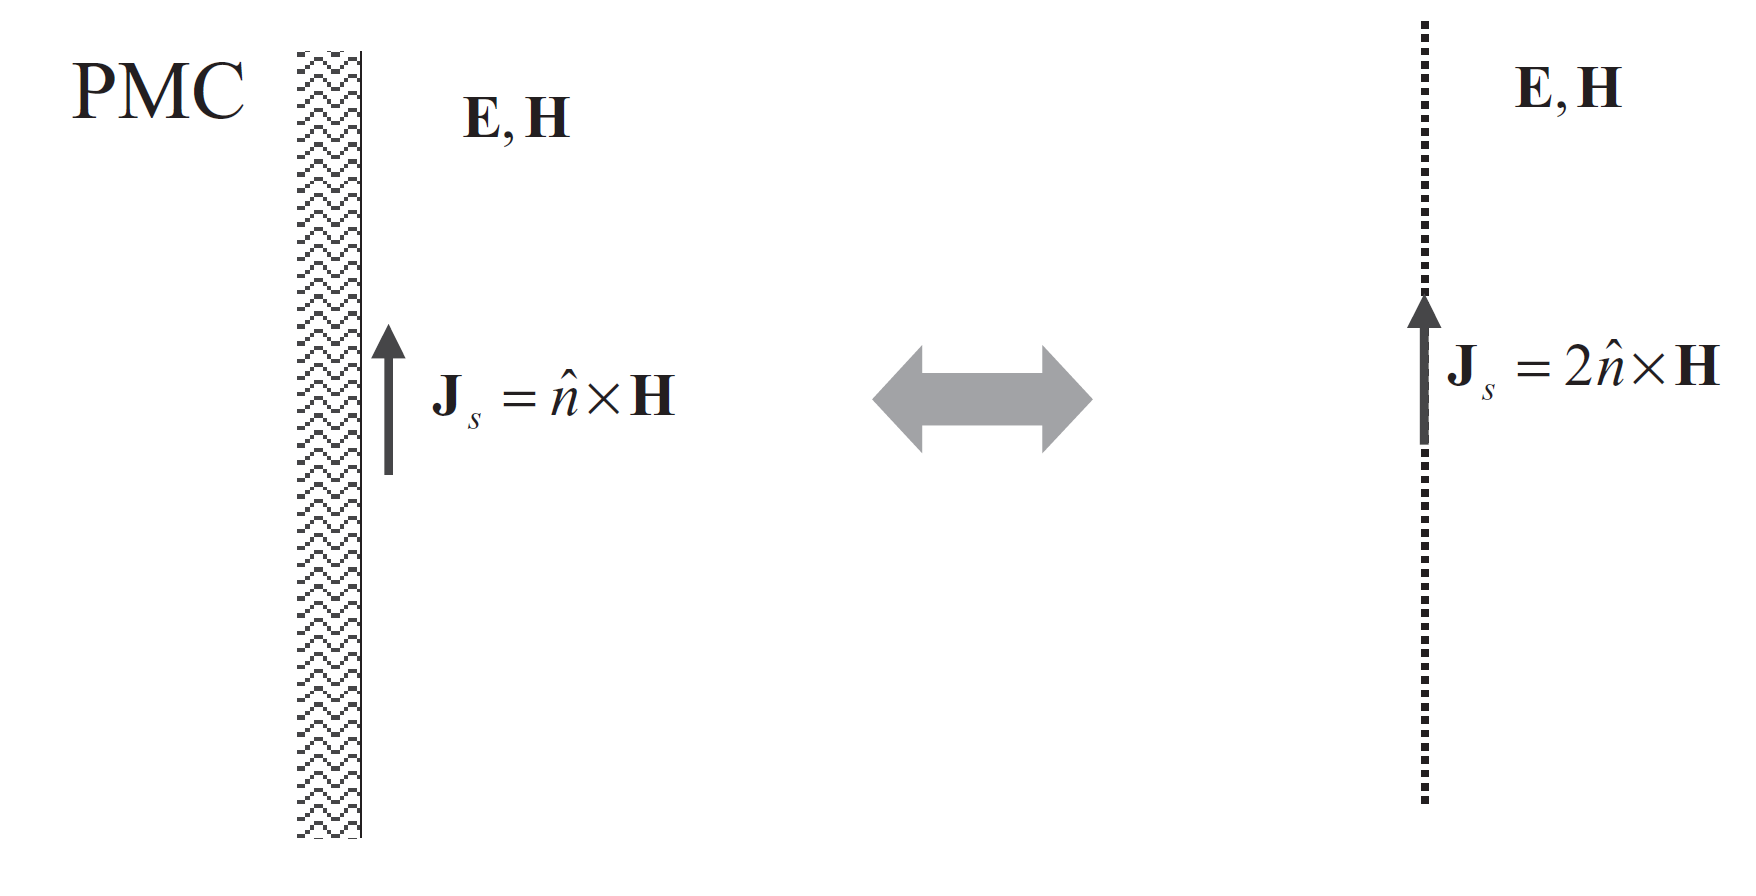 PMC
E, H
J_s = n̂ × H
E, H
J_s = 2n̂ × H